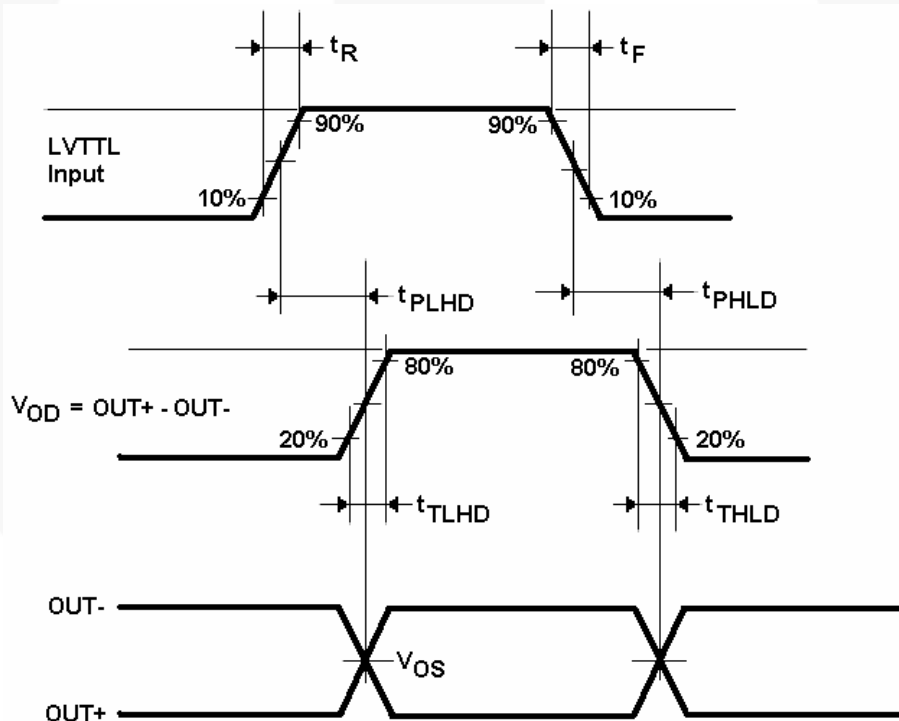 tR
tF
90%
90%
LVTTL
Input
10%
10%
tPLHD
tPHLD
80%
80%
VOD = OUT+ - OUT-
20%
20%
tTLHD
tTHLD
OUT-
VOS
OUT+